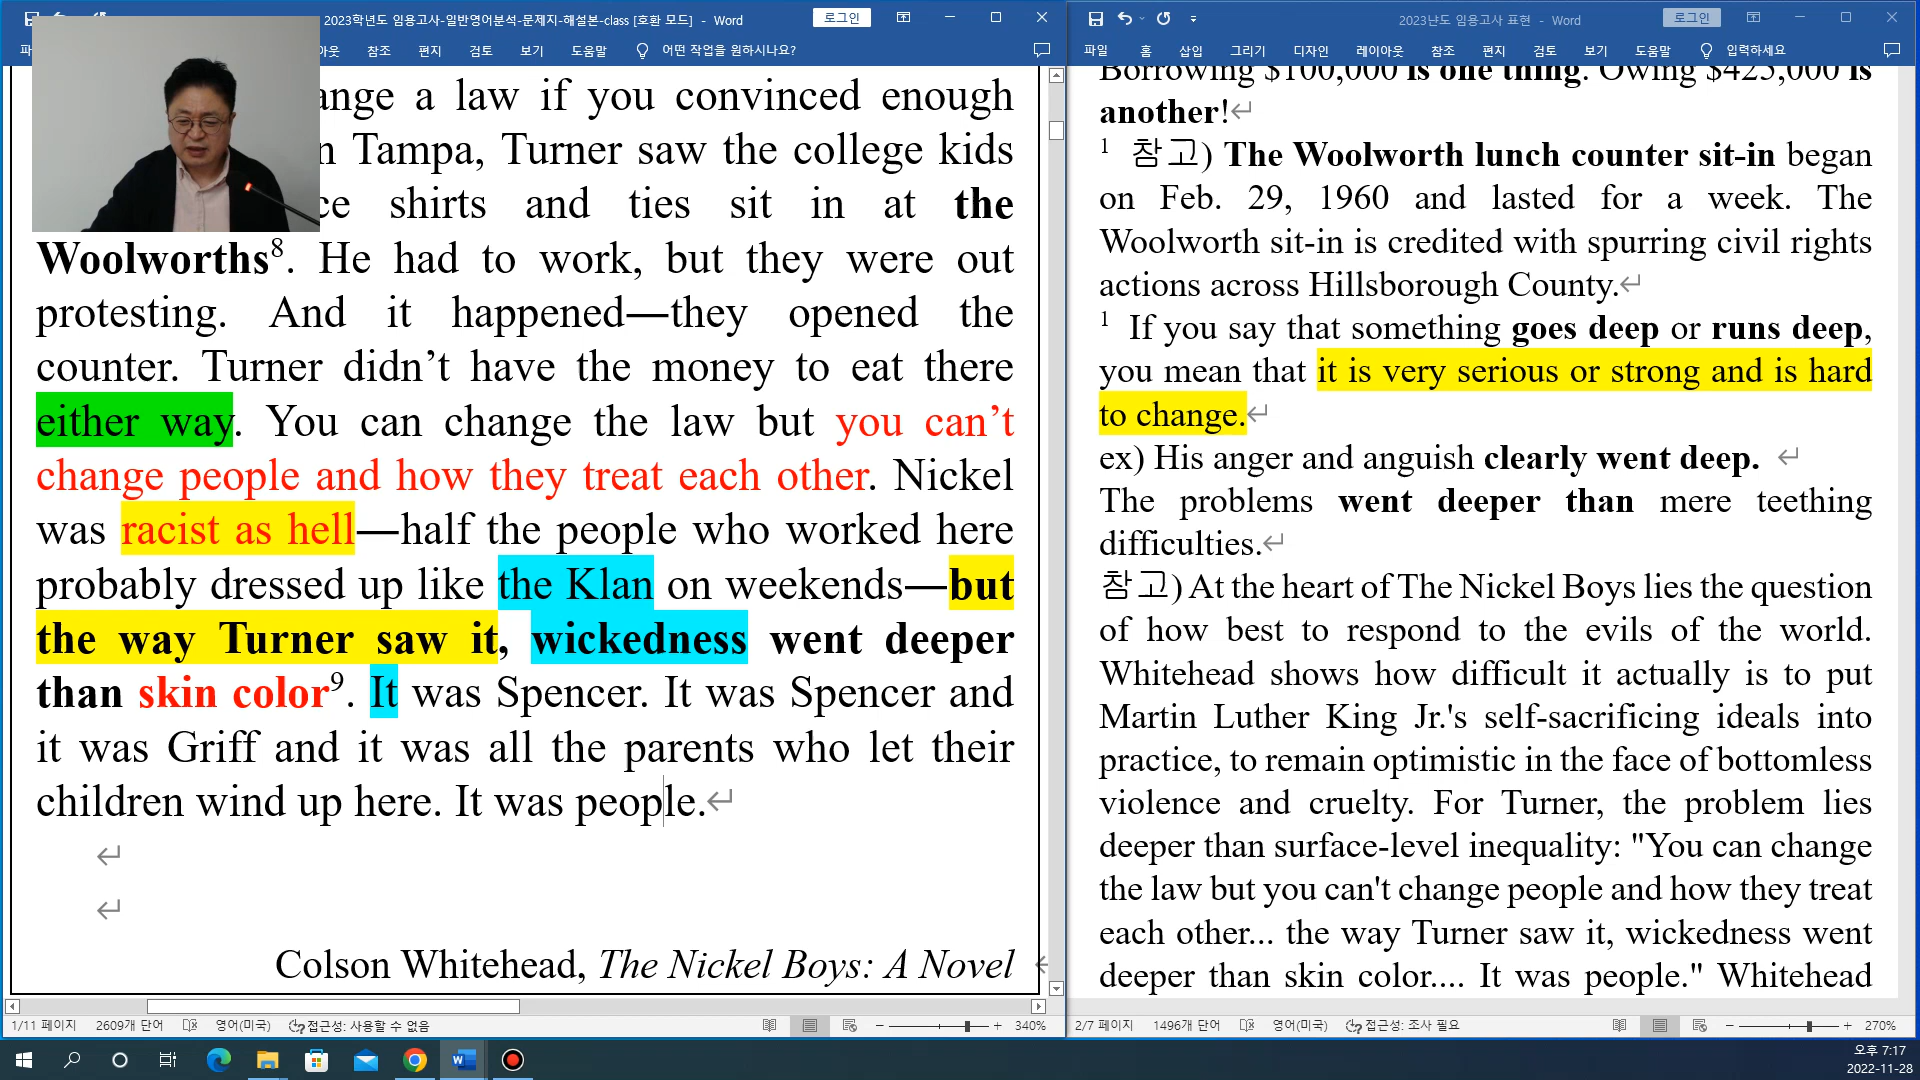 2023학년도 임용고사-일반영어분석-문제지-해설본-class [호환 모드] - Word
로그인
아웃 참조 편지 검토 보기 도움말 어떤 작업을 원하시나요?
ange a law if you convinced enough
n Tampa, Turner saw the college kids
ce shirts and ties sit in at the
Woolworths8. He had to work, but they were out
protesting. And it happened—they opened the
counter. Turner didn’t have the money to eat there
either way. You can change the law but you can’t
change people and how they treat each other. Nickel
was racist as hell—half the people who worked here
probably dressed up like the Klan on weekends—but
the way Turner saw it, wickedness went deeper
than skin color9. It was Spencer. It was Spencer and
it was Griff and it was all the parents who let their
children wind up here. It was people.
Colson Whitehead, The Nickel Boys: A Novel
1/11 페이지 2609개 단어 영어(미국) 접근성: 사용할 수 없음 340%
2023년도 임용고사 표현 - Word
로그인
파일 홈 삽입 그리기 디자인 레이아웃 참조 편지 검토 보기 도움말 입력하세요
Borrowing $100,000 is one thing. Owing $425,000 is
another!
1 참고) The Woolworth lunch counter sit-in began
on Feb. 29, 1960 and lasted for a week. The
Woolworth sit-in is credited with spurring civil rights
actions across Hillsborough County.
1 If you say that something goes deep or runs deep,
you mean that it is very serious or strong and is hard
to change.
ex) His anger and anguish clearly went deep.
The problems went deeper than mere teething
difficulties.
참고) At the heart of The Nickel Boys lies the question
of how best to respond to the evils of the world.
Whitehead shows how difficult it actually is to put
Martin Luther King Jr.'s self-sacrificing ideals into
practice, to remain optimistic in the face of bottomless
violence and cruelty. For Turner, the problem lies
deeper than surface-level inequality: "You can change
the law but you can't change people and how they treat
each other... the way Turner saw it, wickedness went
deeper than skin color.... It was people." Whitehead
2/7 페이지 1496개 단어 영어(미국) 접근성: 조사 필요 270%
오후 7:17
2022-11-28